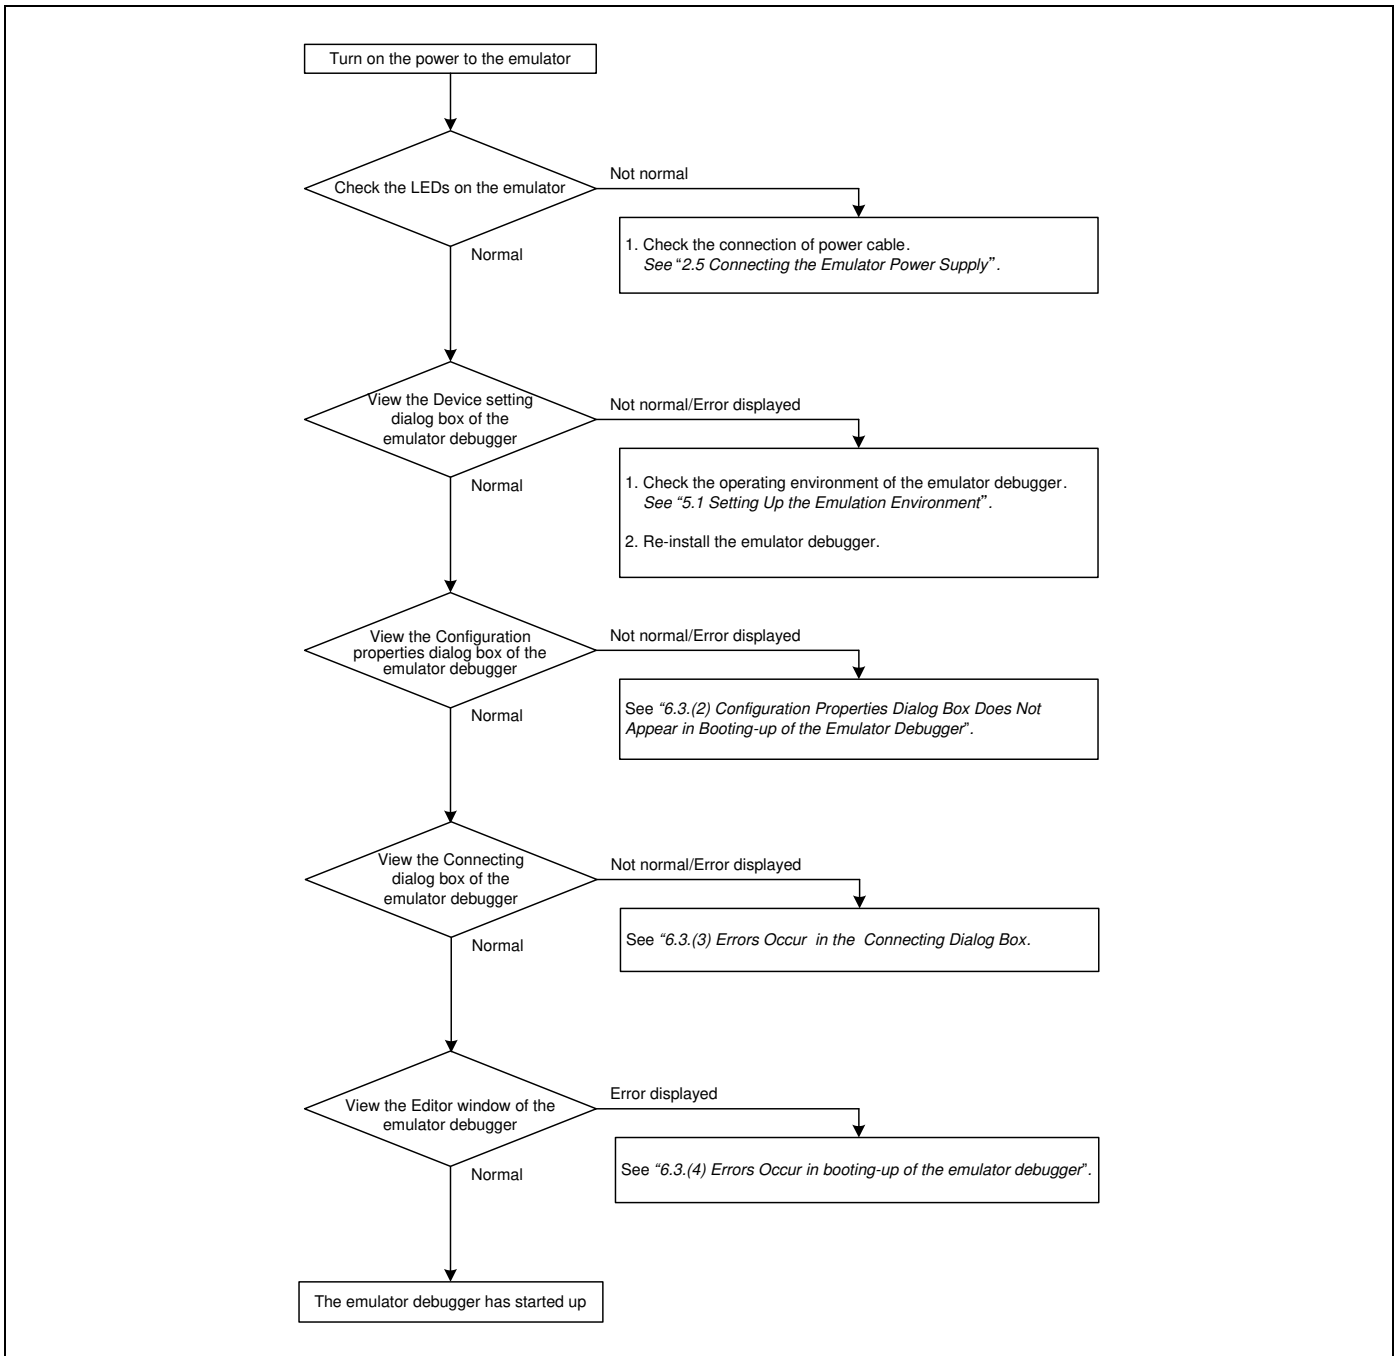 Turn on the power to the emulator
Check the LEDs on the emulator
Not normal
1. Check the connection of power cable.
See “2.5 Connecting the Emulator Power Supply”.
Normal
View the Device setting
dialog box of the
emulator debugger
Not normal/Error displayed
1. Check the operating environment of the emulator debugger.
See “5.1 Setting Up the Emulation Environment”.
2. Re-install the emulator debugger.
Normal
View the Configuration
properties dialog box of the
emulator debugger
Not normal/Error displayed
See “6.3.(2) Configuration Properties Dialog Box Does Not
Appear in Booting-up of the Emulator Debugger”.
Normal
View the Connecting
dialog box of the
emulator debugger
Not normal/Error displayed
See “6.3.(3) Errors Occur in the Connecting Dialog Box.
Normal
View the Editor window of the
emulator debugger
Error displayed
See “6.3.(4) Errors Occur in booting-up of the emulator debugger”.
Normal
The emulator debugger has started up